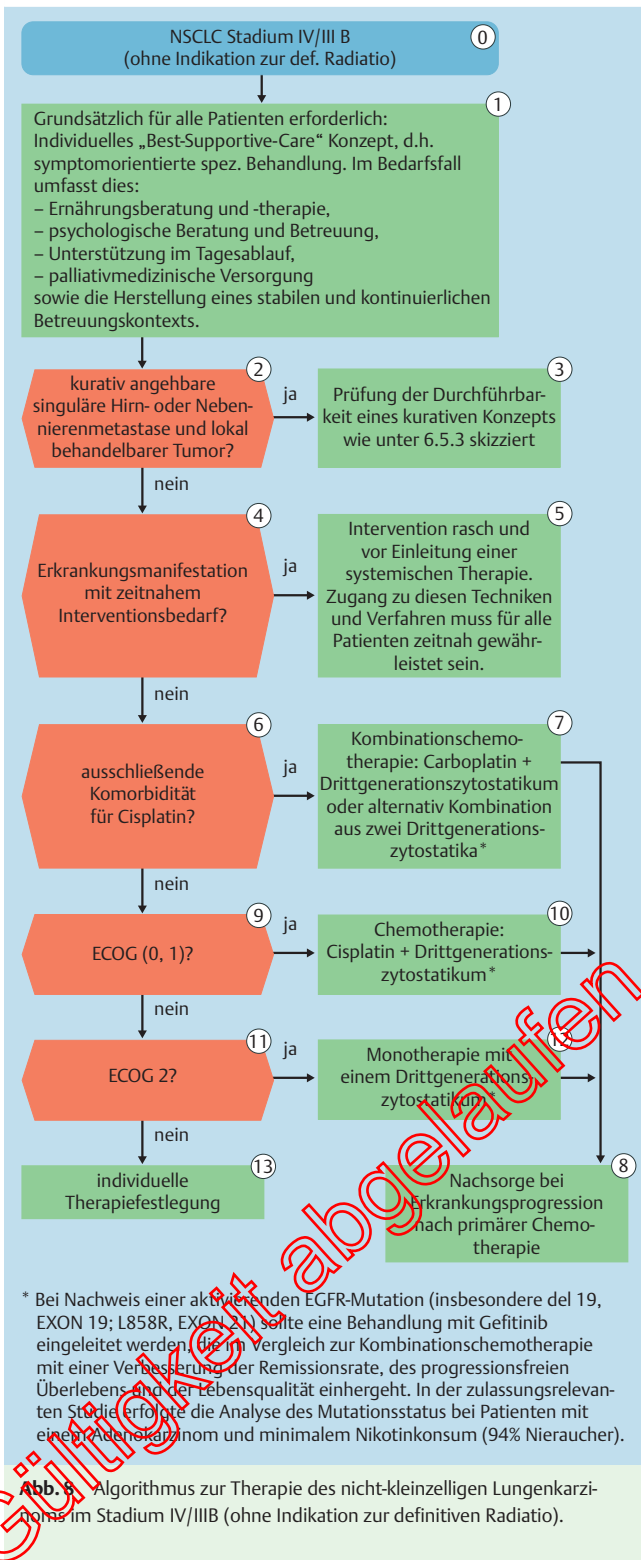 NSCLC Stadium IV/III B
(ohne Indikation zur def. Radiatio)
0
1
Grundsätzlich für alle Patienten erforderlich:
Individuelles „Best-Supportive-Care“ Konzept, d.h.
symptomorientierte spez. Behandlung. Im Bedarfsfall
umfasst dies:
– Ernährungsberatung und -therapie,
– psychologische Beratung und Betreuung,
– Unterstützung im Tagesablauf,
– palliativmedizinische Versorgung
sowie die Herstellung eines stabilen und kontinuierlichen
Betreuungskontexts.
2
kurativ angehbare
singuläre Hirn- oder Neben-
nierenmetastase und lokal
behandelbarer Tumor?
ja
3
Prüfung der Durchführbar-
keit eines kurativen Konzepts
wie unter 6.5.3 skizziert
nein
4
Erkrankungsmanifestation
mit zeitnahem
Interventionsbedarf?
ja
5
Intervention rasch und
vor Einleitung einer
systemischen Therapie.
Zugang zu diesen Techniken
und Verfahren muss für alle
Patienten zeitnah gewähr-
leistet sein.
nein
6
ausschließende
Komorbidität
für Cisplatin?
ja
7
Kombinationschemo-
therapie: Carboplatin +
Drittgenerationszytostatikum
oder alternativ Kombination
aus zwei Drittgenerations-
zytostatika*
nein
9
ECOG (0, 1)?
ja
10
Chemotherapie:
Cisplatin + Drittgenerations-
zytostatikum*
nein
11
ECOG 2?
ja
12
Monotherapie mit
einem Drittgenerations-
zytostatikum*
nein
13
individuelle
Therapiefestlegung
8
Nachsorge bei
Erkrankungsprogression
nach primärer Chemo-
therapie
* Bei Nachweis einer aktivierenden EGFR-Mutation (insbesondere del 19,
EXON 19; L858R, EXON 21) sollte eine Behandlung mit Gefitinib
eingeleitet werden, die im Vergleich zur Kombinationschemotherapie
mit einer Verbesserung der Remissionsrate, des progressionsfreien
Überlebens und der Lebensqualität einhergeht. In der zulassungsrelevan-
ten Studie erfolgte die Analyse des Mutationsstatus bei Patienten mit
einem Adenokarzinom und minimalem Nikotinkonsum (94% Nieraucher).
Abb. 8 Algorithmus zur Therapie des nicht-kleinzelligen Lungenkarzi-
noms im Stadium IV/IIIB (ohne Indikation zur definitiven Radiatio).
Gültigkeit abgelaufen